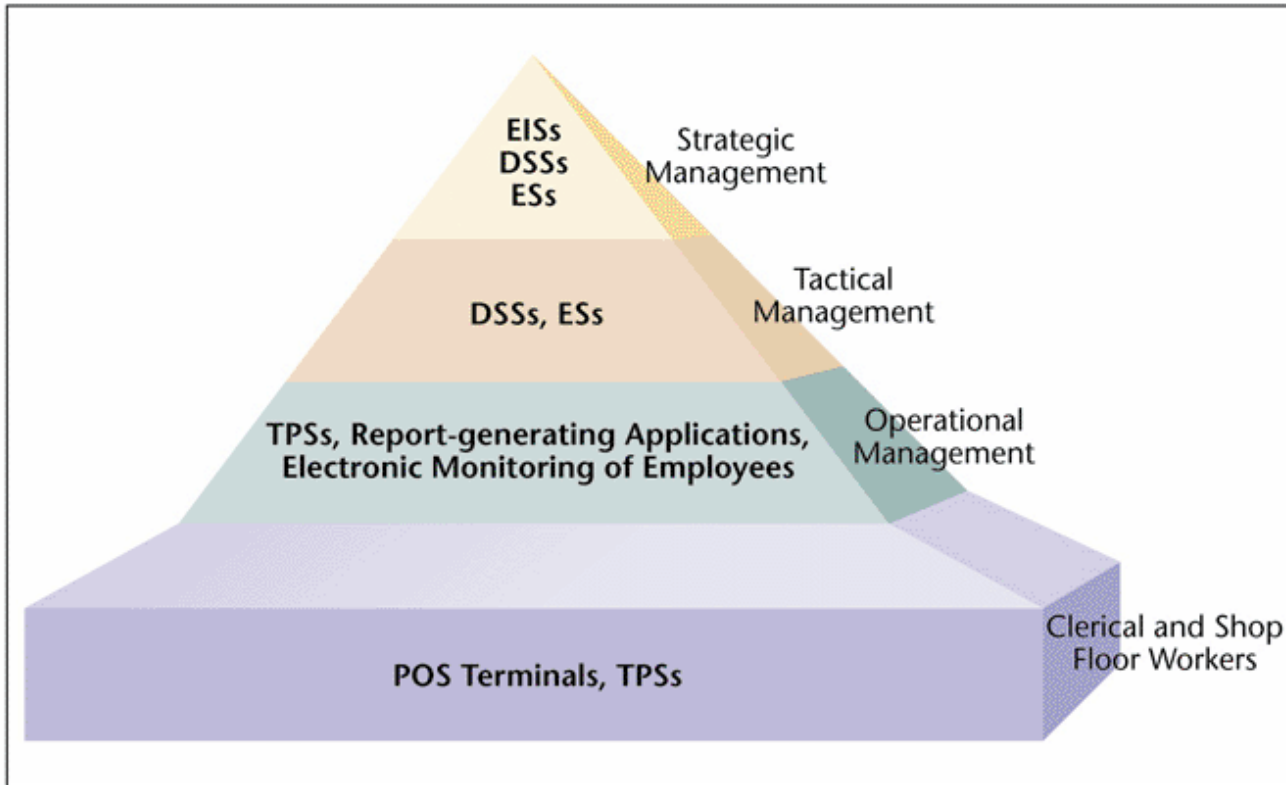 EISs
DSSs
ESs
Strategic
Management
DSSs, ESs
Tactical
Management
TPSs, Report-generating Applications,
Electronic Monitoring of Employees
Operational
Management
POS Terminals, TPSs
Clerical and Shop
Floor Workers